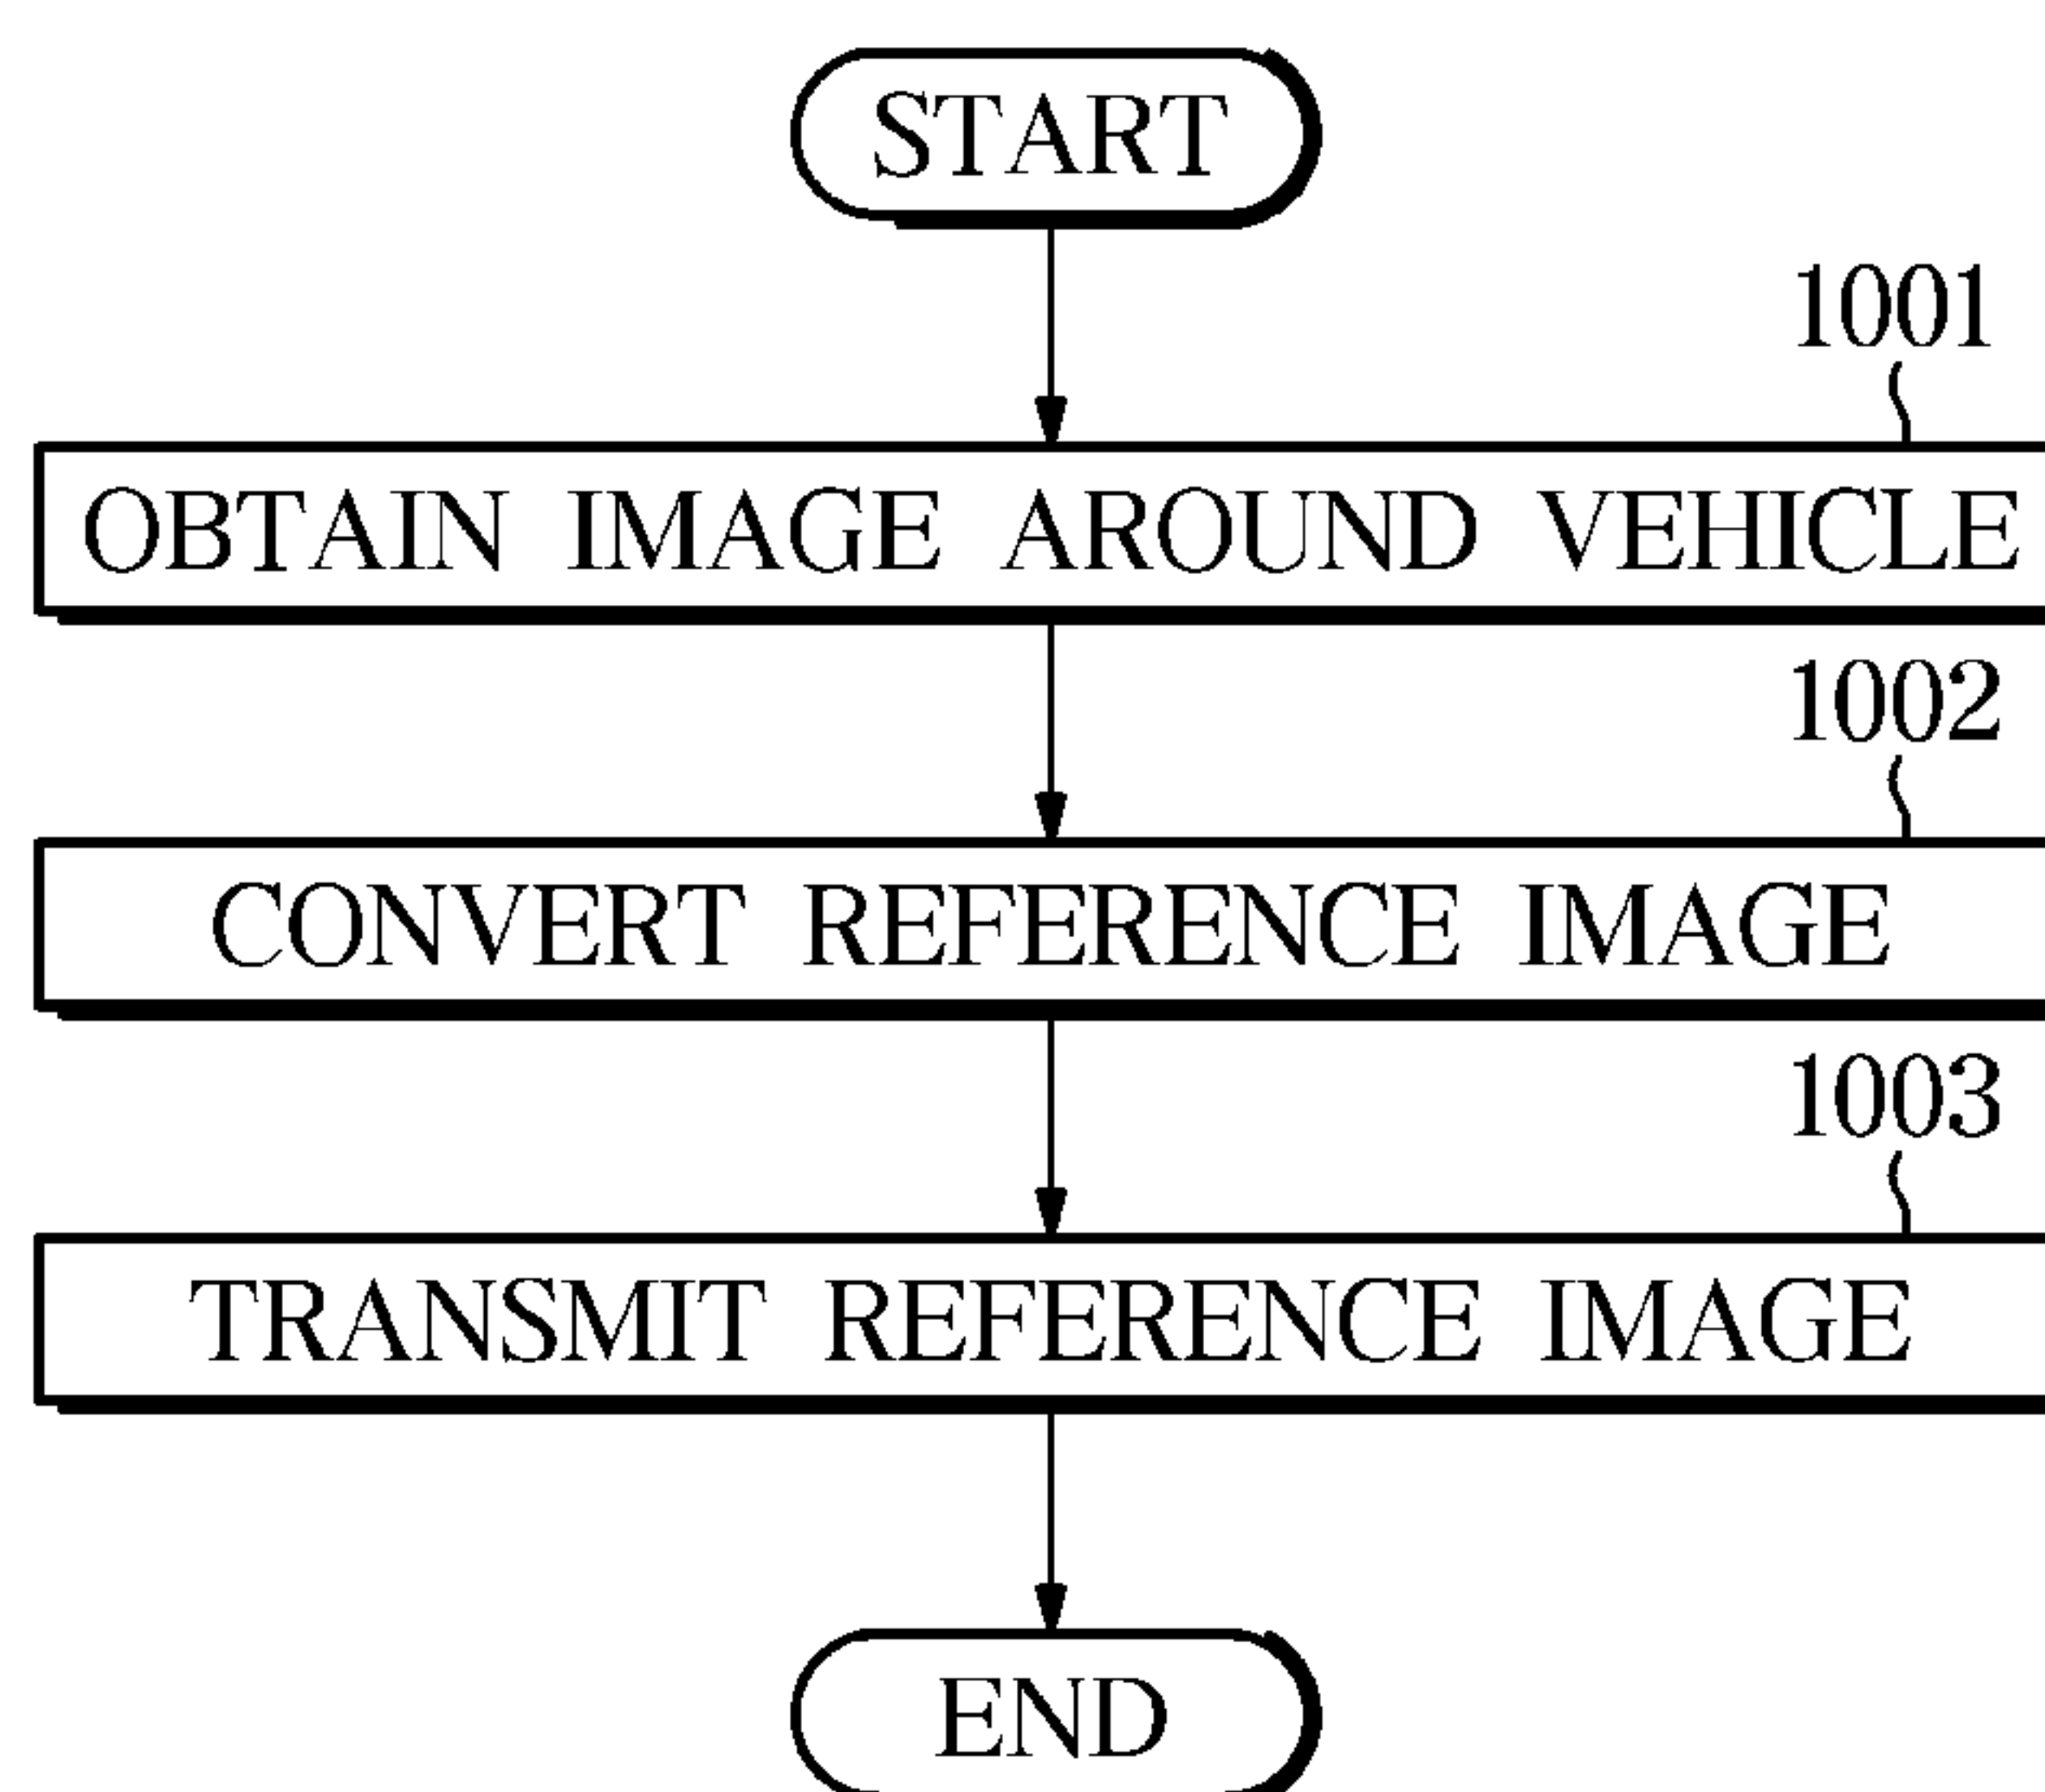 START
1001
OBTAIN IMAGE AROUND VEHICLE
1002
CONVERT REFERENCE IMAGE
1003
TRANSMIT REFERENCE IMAGE
END